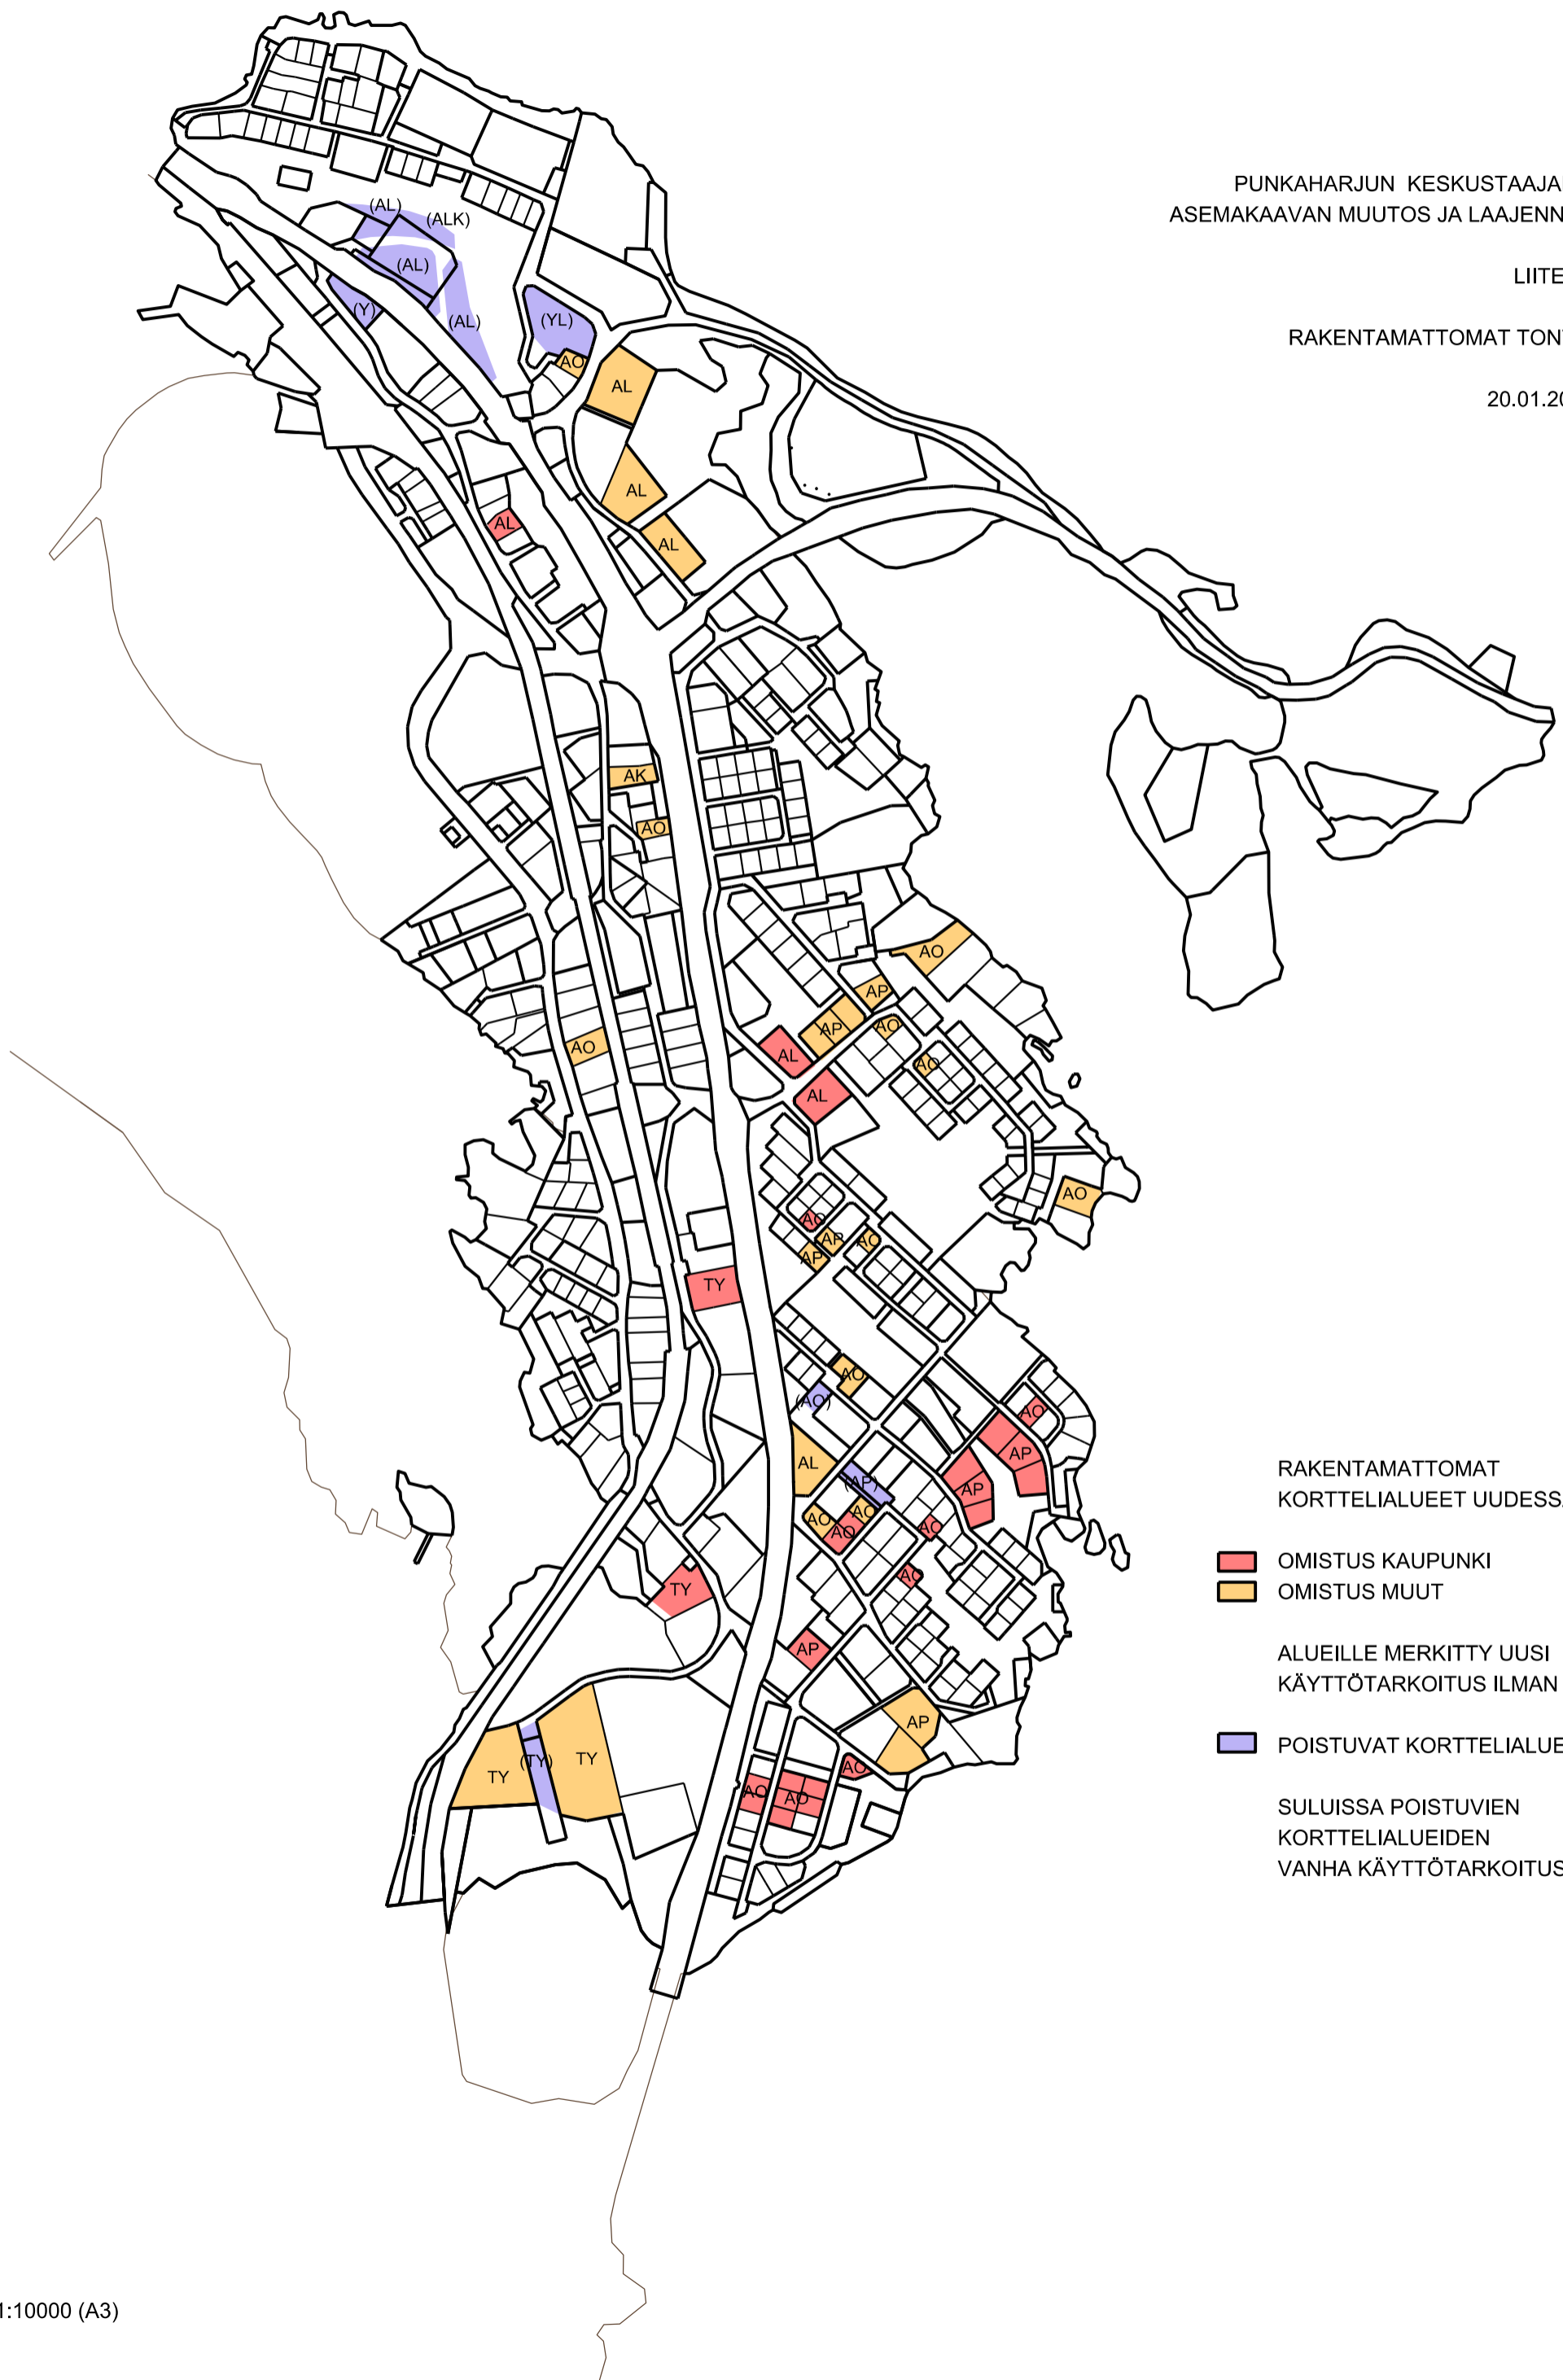 PUNKAHARJUN KESKUSTAAJA
ASEMAKAAVAN MUUTOS JA LAAJENN
LIITE
RAKENTAMATTOMAT TON
20.01.20
(AL)
(ALK)
(AL)
(Y)
(AL)
(YL)
AO
AL
AL
AL
AL
AK
AO
AO
AP
AP
AO
AO
AO
AL
AL
AO
AO
AP
AO
AP
TY
AO
(AO)
AO
AP
AL
(AP)
AP
AO
AO
AO
AO
AO
TY
AP
AP
TY
(TY)
TY
AO
AO
AO
RAKENTAMATTOMAT
KORTTELIALUEET UUDESS
OMISTUS KAUPUNKI
OMISTUS MUUT
ALUEILLE MERKITTY UUSI
KÄYTTÖTARKOITUS ILMAN
POISTUVAT KORTTELIALUE
SULUISSA POISTUVIEN
KORTTELIALUEIDEN
VANHA KÄYTTÖTARKOITUS
1:10000 (A3)